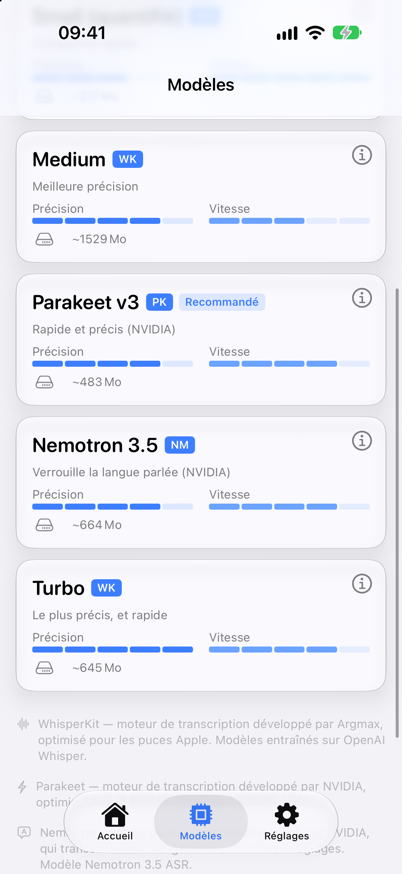 Small (quantifié)
09:41
Modèles
Medium WK
Meilleure précision
Précision Vitesse
~1529 Mo
Parakeet v3 PK Recommandé
Rapide et précis (NVIDIA)
Précision Vitesse
~483 Mo
Nemotron 3.5 NM
Verrouille la langue parlée (NVIDIA)
Précision Vitesse
~664 Mo
Turbo WK
Le plus précis, et rapide
Précision Vitesse
~645 Mo
WhisperKit — moteur de transcription développé par Argmax,
optimisé pour les puces Apple. Modèles entraînés sur OpenAI
Whisper.
Parakeet — moteur de transcription développé par NVIDIA,
Accueil Modèles Réglages
Modèle Nemotron 3.5 ASR.